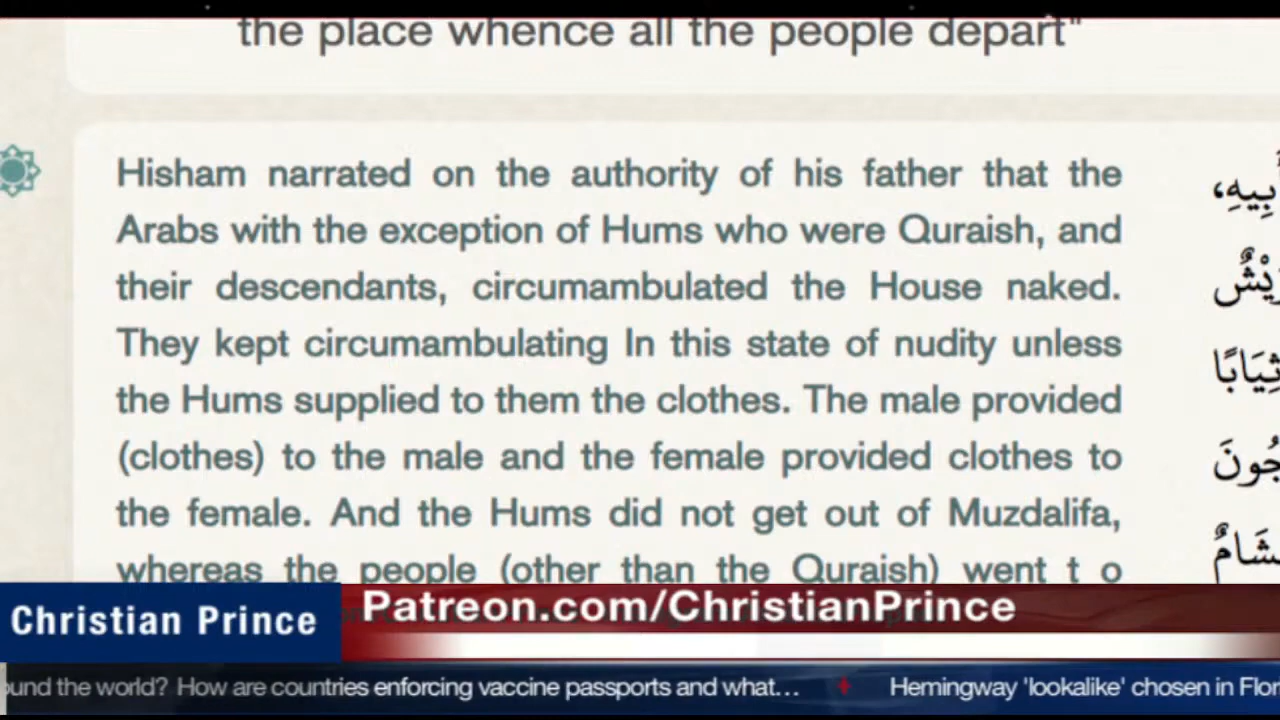 the place whence all the people depart"
Hisham narrated on the authority of his father that the
Arabs with the exception of Hums who were Quraish, and
their descendants, circumambulated the House naked.
They kept circumambulating In this state of nudity unless
the Hums supplied to them the clothes. The male provided
(clothes) to the male and the female provided clothes to
the female. And the Hums did not get out of Muzdalifa,
whereas the people (other than the Quraish) went t o
أَبِيهِ،
ثِيَابًا
Christian Prince
Patreon.com/ChristianPrince
ound the world? How are countries enforcing vaccine passports and what... Hemingway 'lookalike' chosen in Flor